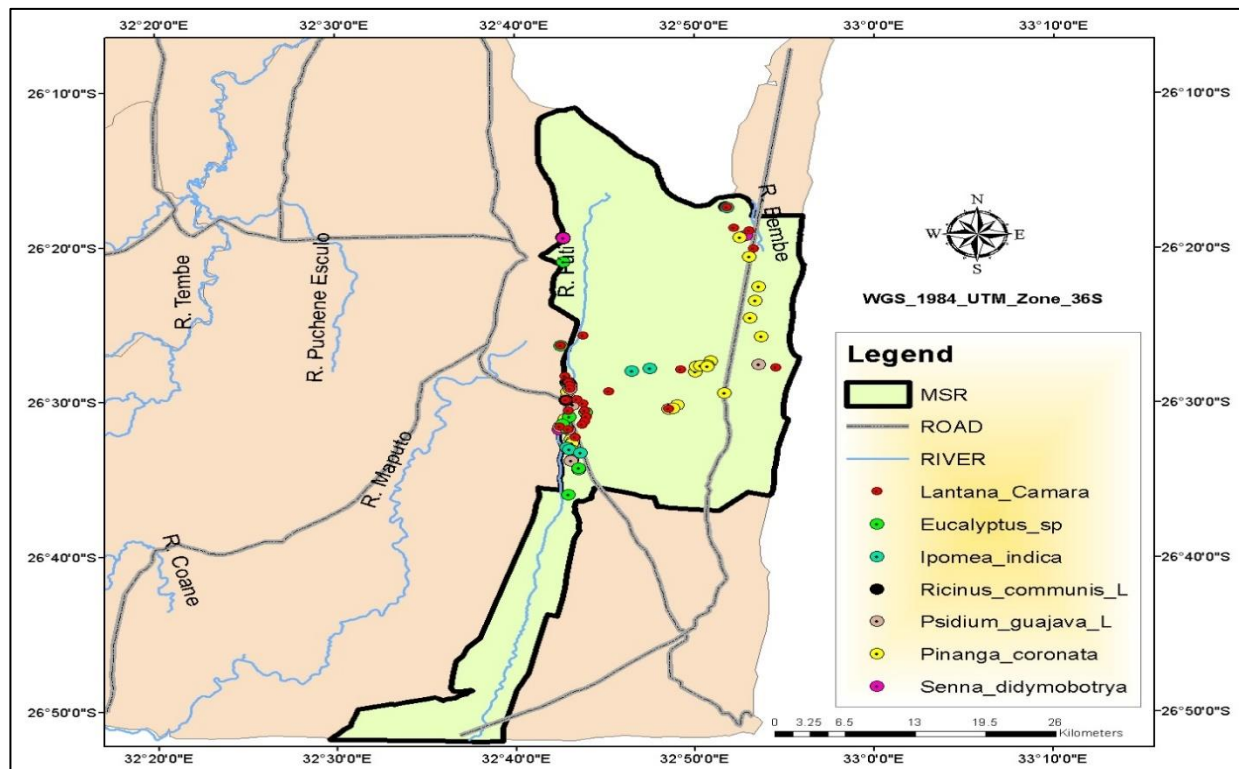 32°20'0"E 32°30'0"E 32°40'0"E 32°50'0"E 33°0'0"E 33°10'0"E
26°10'0"S 26°10'0"S
26°20'0"S 26°20'0"S
26°30'0"S 26°30'0"S
26°40'0"S 26°40'0"S
26°50'0"S 26°50'0"S
R. Tembe
R. Puchene Esculo
R. Futi
R. Bembe
R. Maputo
R. Coane
N
W E
S
WGS_1984_UTM_Zone_36S
Legend
MSR
ROAD
RIVER
Lantana_Camara
Eucalyptus_sp
Ipomea_indica
Ricinus_communis_L
Psidium_guajava_L
Pinanga_coronata
Senna_didymobotrya
0 3.25 6.5 13 19.5 26
Kilometers
32°20'0"E 32°30'0"E 32°40'0"E 32°50'0"E 33°0'0"E 33°10'0"E